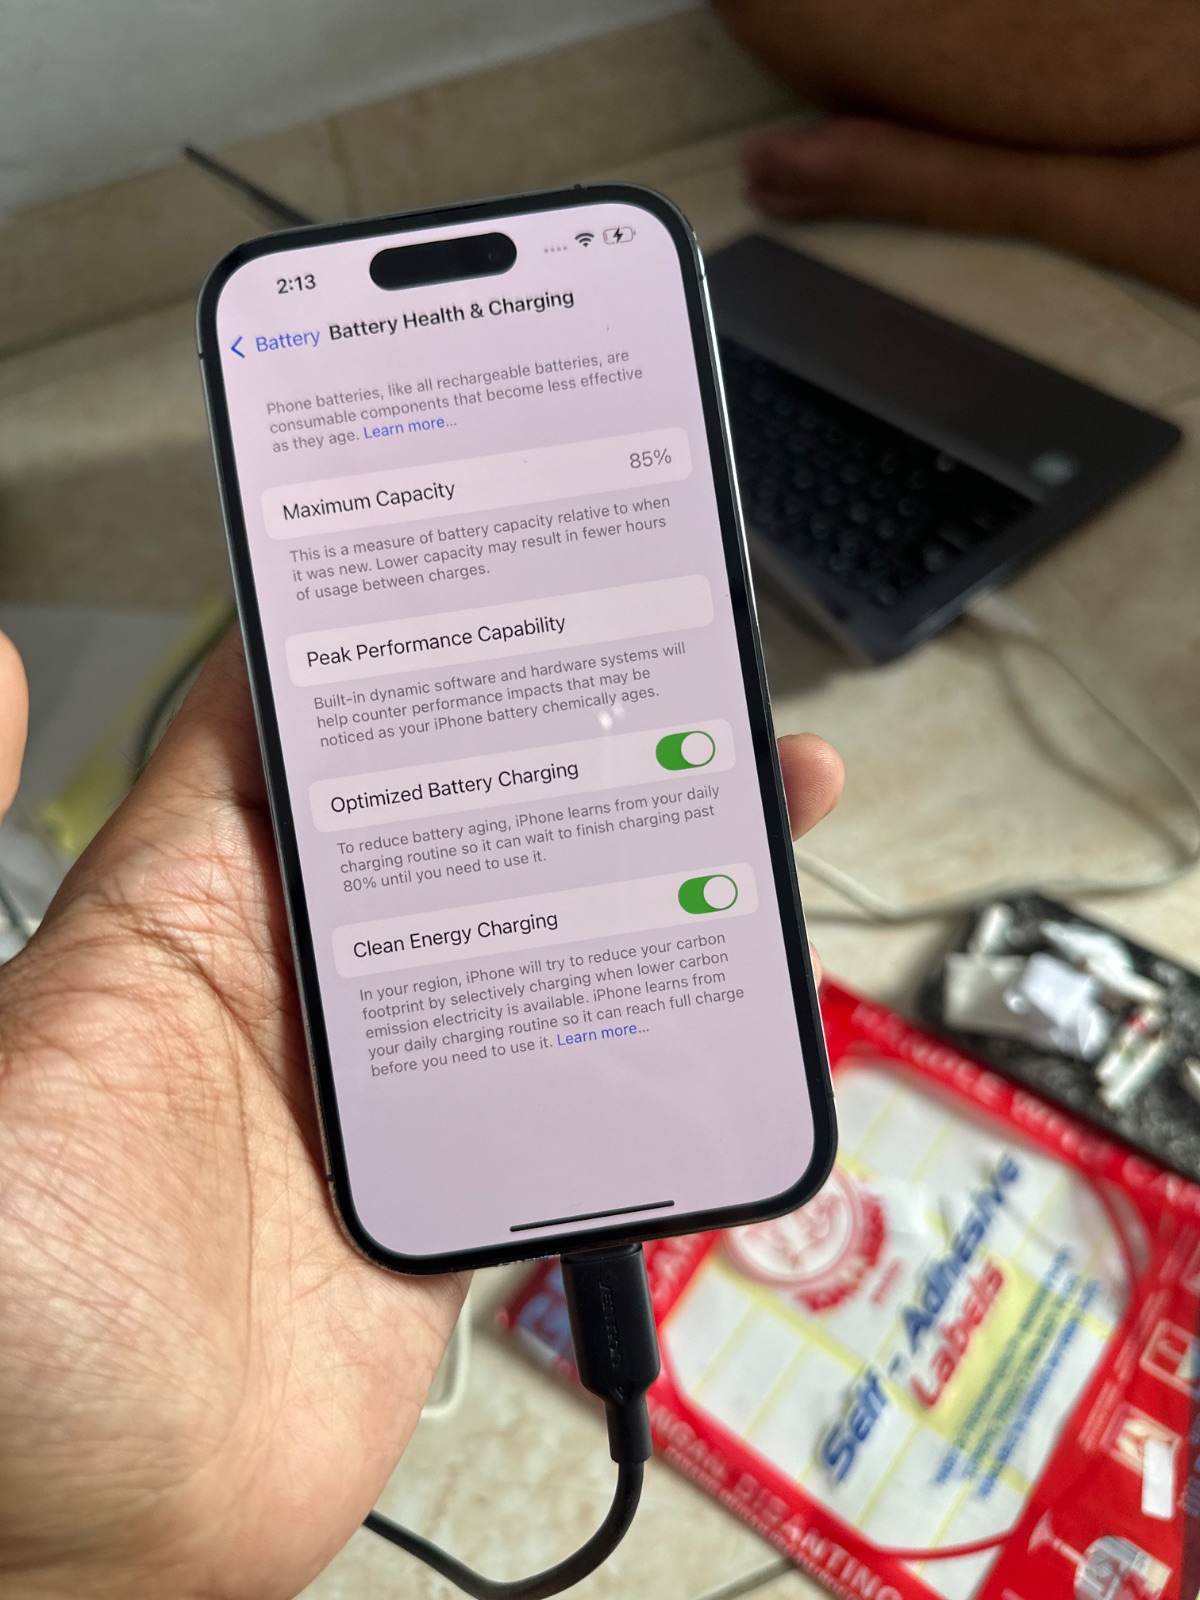 2:13
Battery
Battery Health & Charging
Phone batteries, like all rechargeable batteries, are
consumable components that become less effective
as they age. Learn more...
Maximum Capacity
85%
This is a measure of battery capacity relative to when
it was new. Lower capacity may result in fewer hours
of usage between charges.
Peak Performance Capability
Built-in dynamic software and hardware systems will
help counter performance impacts that may be
noticed as your iPhone battery chemically ages.
Optimized Battery Charging
To reduce battery aging, iPhone learns from your daily
charging routine so it can wait to finish charging past
80% until you need to use it.
Clean Energy Charging
In your region, iPhone will try to reduce your carbon
footprint by selectively charging when lower carbon
emission electricity is available. iPhone learns from
your daily charging routine so it can reach full charge
before you need to use it. Learn more...
Self - Adhesive
Labels